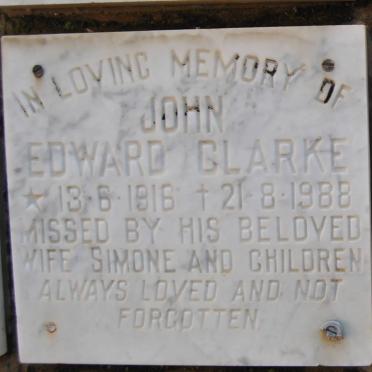 IN LOVING MEMORY OF
JOHN
EDWARD CLARKE
★ 13·6·1916 † 21·8·1988
MISSED BY HIS BELOVED
WIFE SIMONE AND CHILDREN
ALWAYS LOVED AND NOT
FORGOTTEN